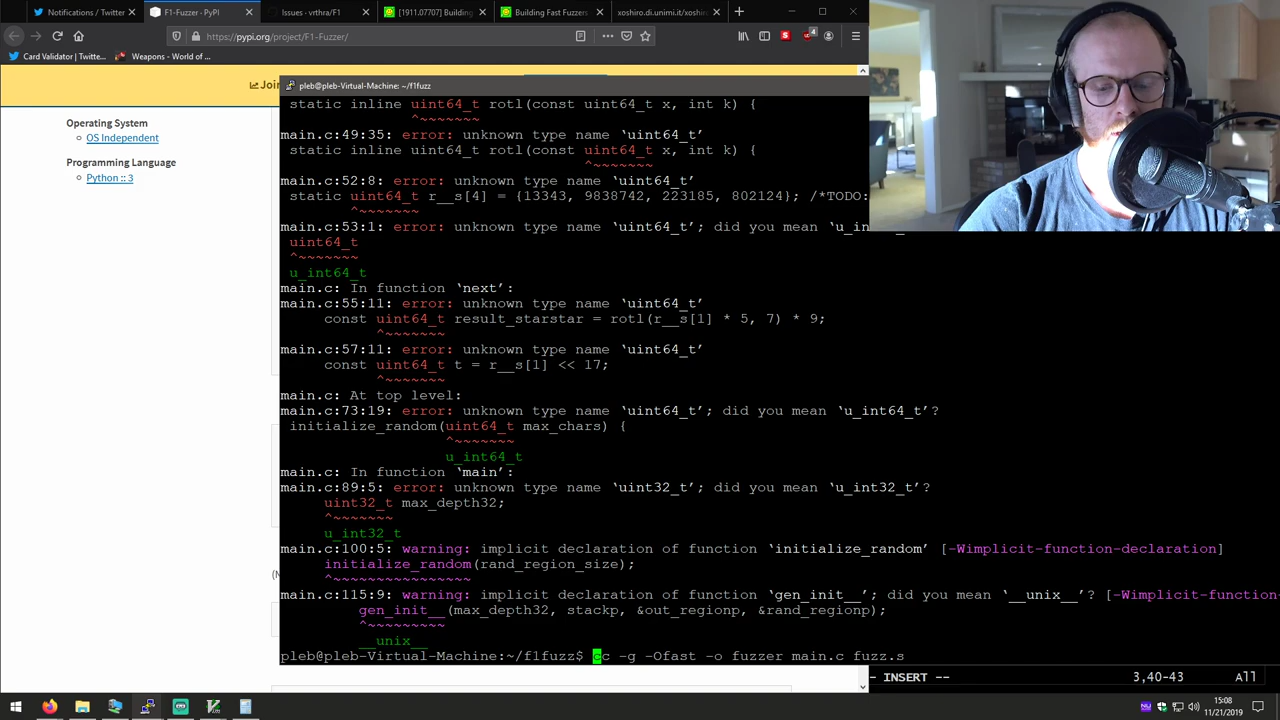 Notifications / Twitter
F1-Fuzzer · PyPI
Issues · vrthra/F1
[1911.07707] Building
Building Fast Fuzzers
xoshiro.di.unimi.it/xoshiro
https://pypi.org/project/F1-Fuzzer/
4
Card Validator | Twitte...
Weapons - World of ...
Join
Operating System
OS Independent
Programming Language
Python :: 3
pleb@pleb-Virtual-Machine: ~/f1fuzz
static inline uint64_t rotl(const uint64_t x, int k) {
^~~~~~~~
main.c:49:35: error: unknown type name ‘uint64_t’
static inline uint64_t rotl(const uint64_t x, int k) {
^~~~~~~~
main.c:52:8: error: unknown type name ‘uint64_t’
static uint64_t r__s[4] = {13343, 9838742, 223185, 802124}; /*TODO:
^~~~~~~~
main.c:53:1: error: unknown type name ‘uint64_t’; did you mean ‘u_in
uint64_t
^~~~~~~~
u_int64_t
main.c: In function ‘next’:
main.c:55:11: error: unknown type name ‘uint64_t’
const uint64_t result_starstar = rotl(r__s[1] * 5, 7) * 9;
^~~~~~~~
main.c:57:11: error: unknown type name ‘uint64_t’
const uint64_t t = r__s[1] << 17;
^~~~~~~~
main.c: At top level:
main.c:73:19: error: unknown type name ‘uint64_t’; did you mean ‘u_int64_t’?
initialize_random(uint64_t max_chars) {
^~~~~~~~
u_int64_t
main.c: In function ‘main’:
main.c:89:5: error: unknown type name ‘uint32_t’; did you mean ‘u_int32_t’?
uint32_t max_depth32;
^~~~~~~~
u_int32_t
main.c:100:5: warning: implicit declaration of function ‘initialize_random’ [-Wimplicit-function-declaration]
initialize_random(rand_region_size);
^~~~~~~~~~~~~~~~~
main.c:115:9: warning: implicit declaration of function ‘gen_init__’; did you mean ‘__unix__’? [-Wimplicit-function-
gen_init__(max_depth32, stackp, &out_regionp, &rand_regionp);
^~~~~~~~~~
__unix__
pleb@pleb-Virtual-Machine:~/f1fuzz$ cc -g -Ofast -o fuzzer main.c fuzz.s
- INSERT --
3,40-43
All
15:08
11/21/2019